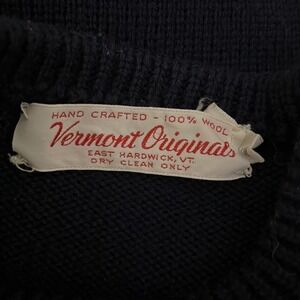 HAND CRAFTED - 100% WOOL
Vermont Originals
EAST HARDWICK, VT.
DRY CLEAN ONLY